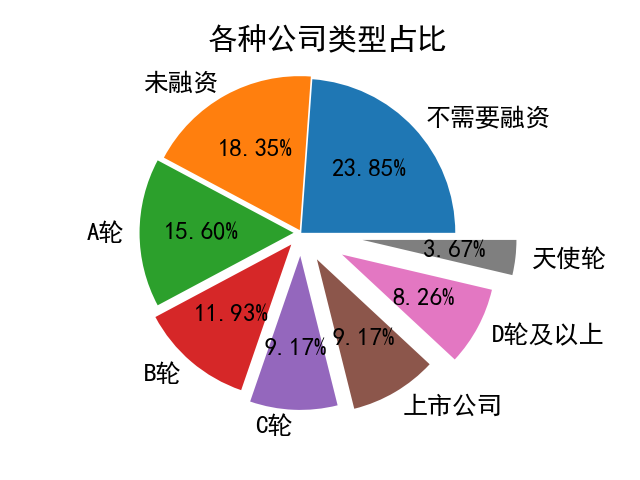 各种公司类型占比
不需要融资
23.85%
未融资
18.35%
A轮
15.60%
B轮
11.93%
C轮
9.17%
上市公司
9.17%
D轮及以上
8.26%
天使轮
3.67%